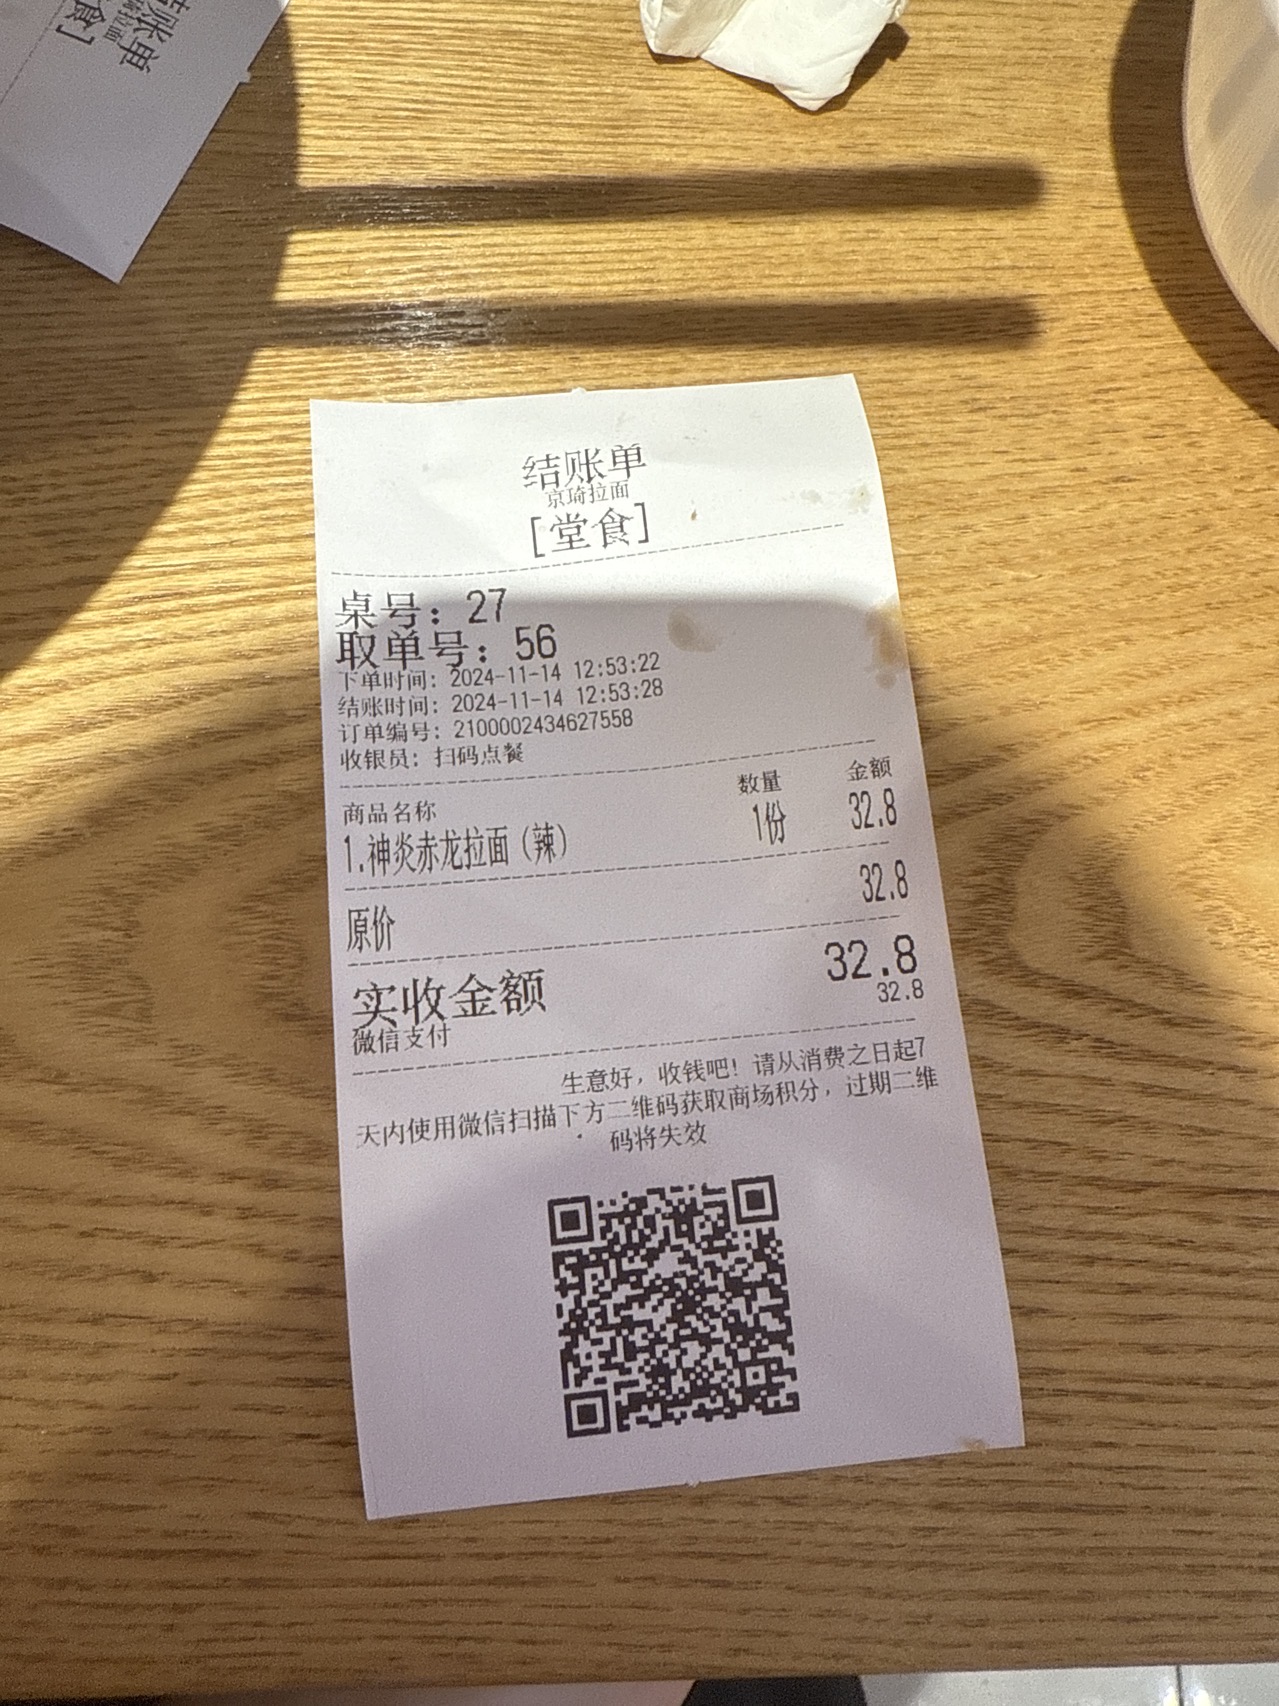 结账单
食]
结账单
京琦拉面
[堂食]
桌号：27
取单号：56
下单时间：2024-11-14 12:53:22
结账时间：2024-11-14 12:53:28
订单编号：2100002434627558
收银员：扫码点餐
商品名称 数量 金额
1.神炎赤龙拉面（辣） 1份 32.8
原价 32.8
实收金额 32.8
微信支付 32.8
生意好，收钱吧！请从消费之日起7
天内使用微信扫描下方二维码获取商场积分，过期二维
码将失效